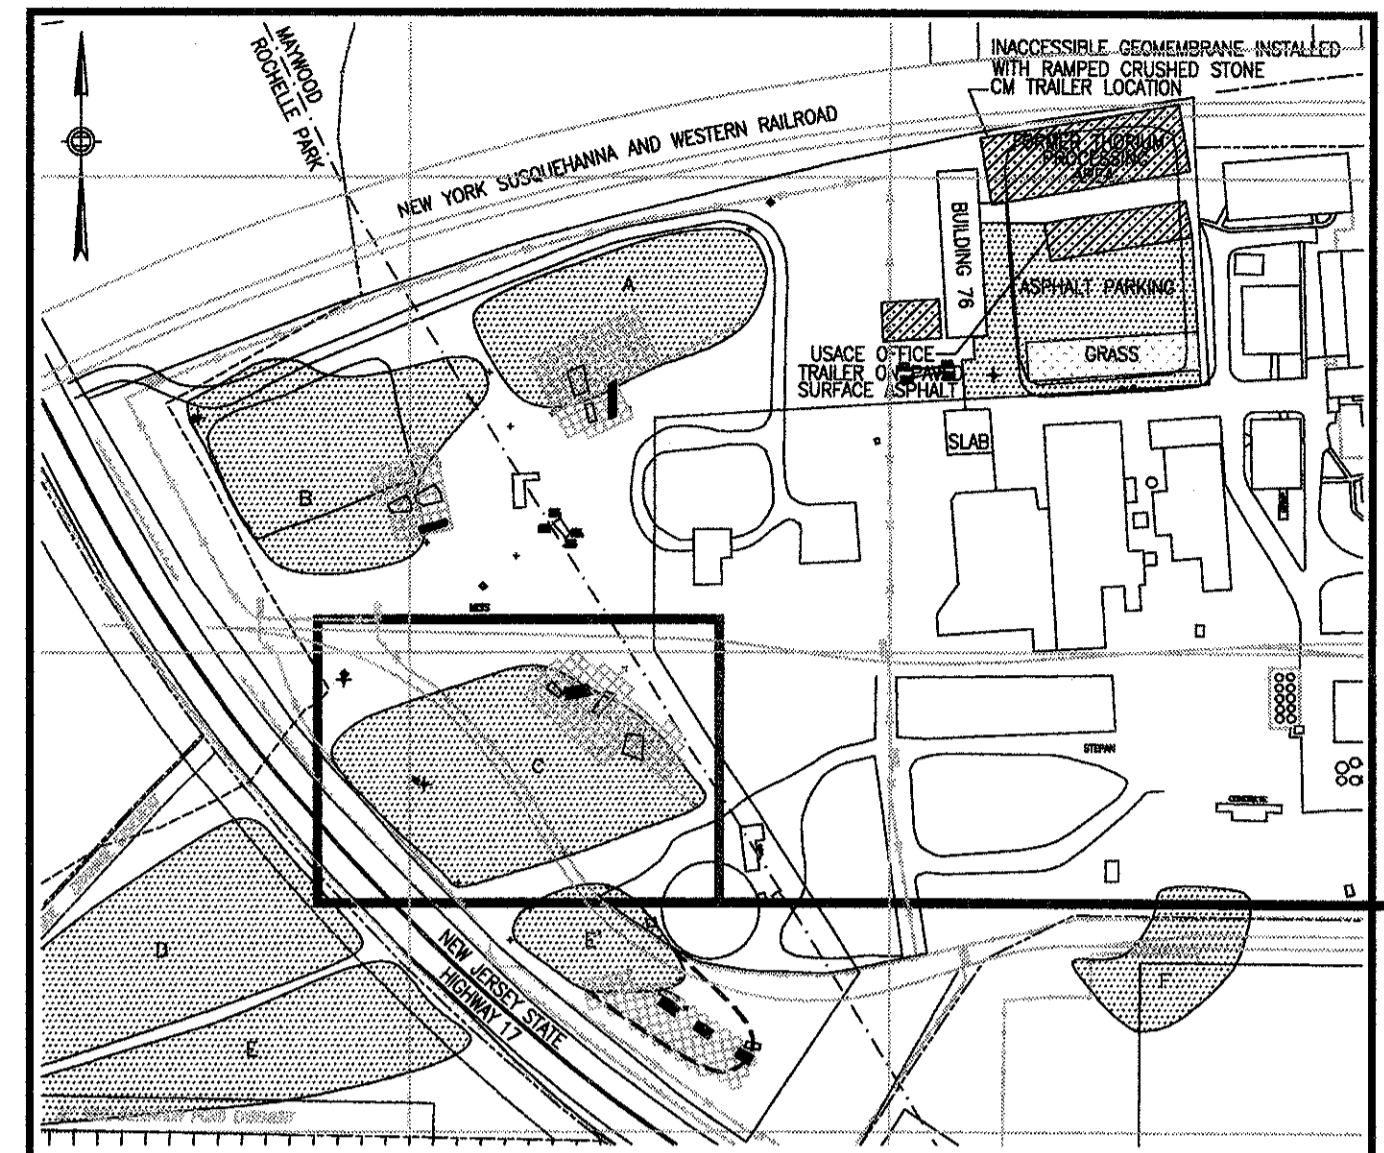 MAYWOOD
ROCHELLE PARK
INACCESSIBLE GEOMEMBRANE INSTALLED
WITH RAMPED CRUSHED STONE
CM TRAILER LOCATION
NEW YORK SUSQUEHANNA AND WESTERN RAILROAD
FORMER THORIUM
PROCESSING
AREA
BUILDING 76
A
ASPHALT PARKING
USACE OFFICE
TRAILER ON PAVED
SURFACE ASPHALT
GRASS
SLAB
B
MISS
C
STEPAN
CONCRETE
D
E'
F
NEW JERSEY STATE
HIGHWAY 17
E